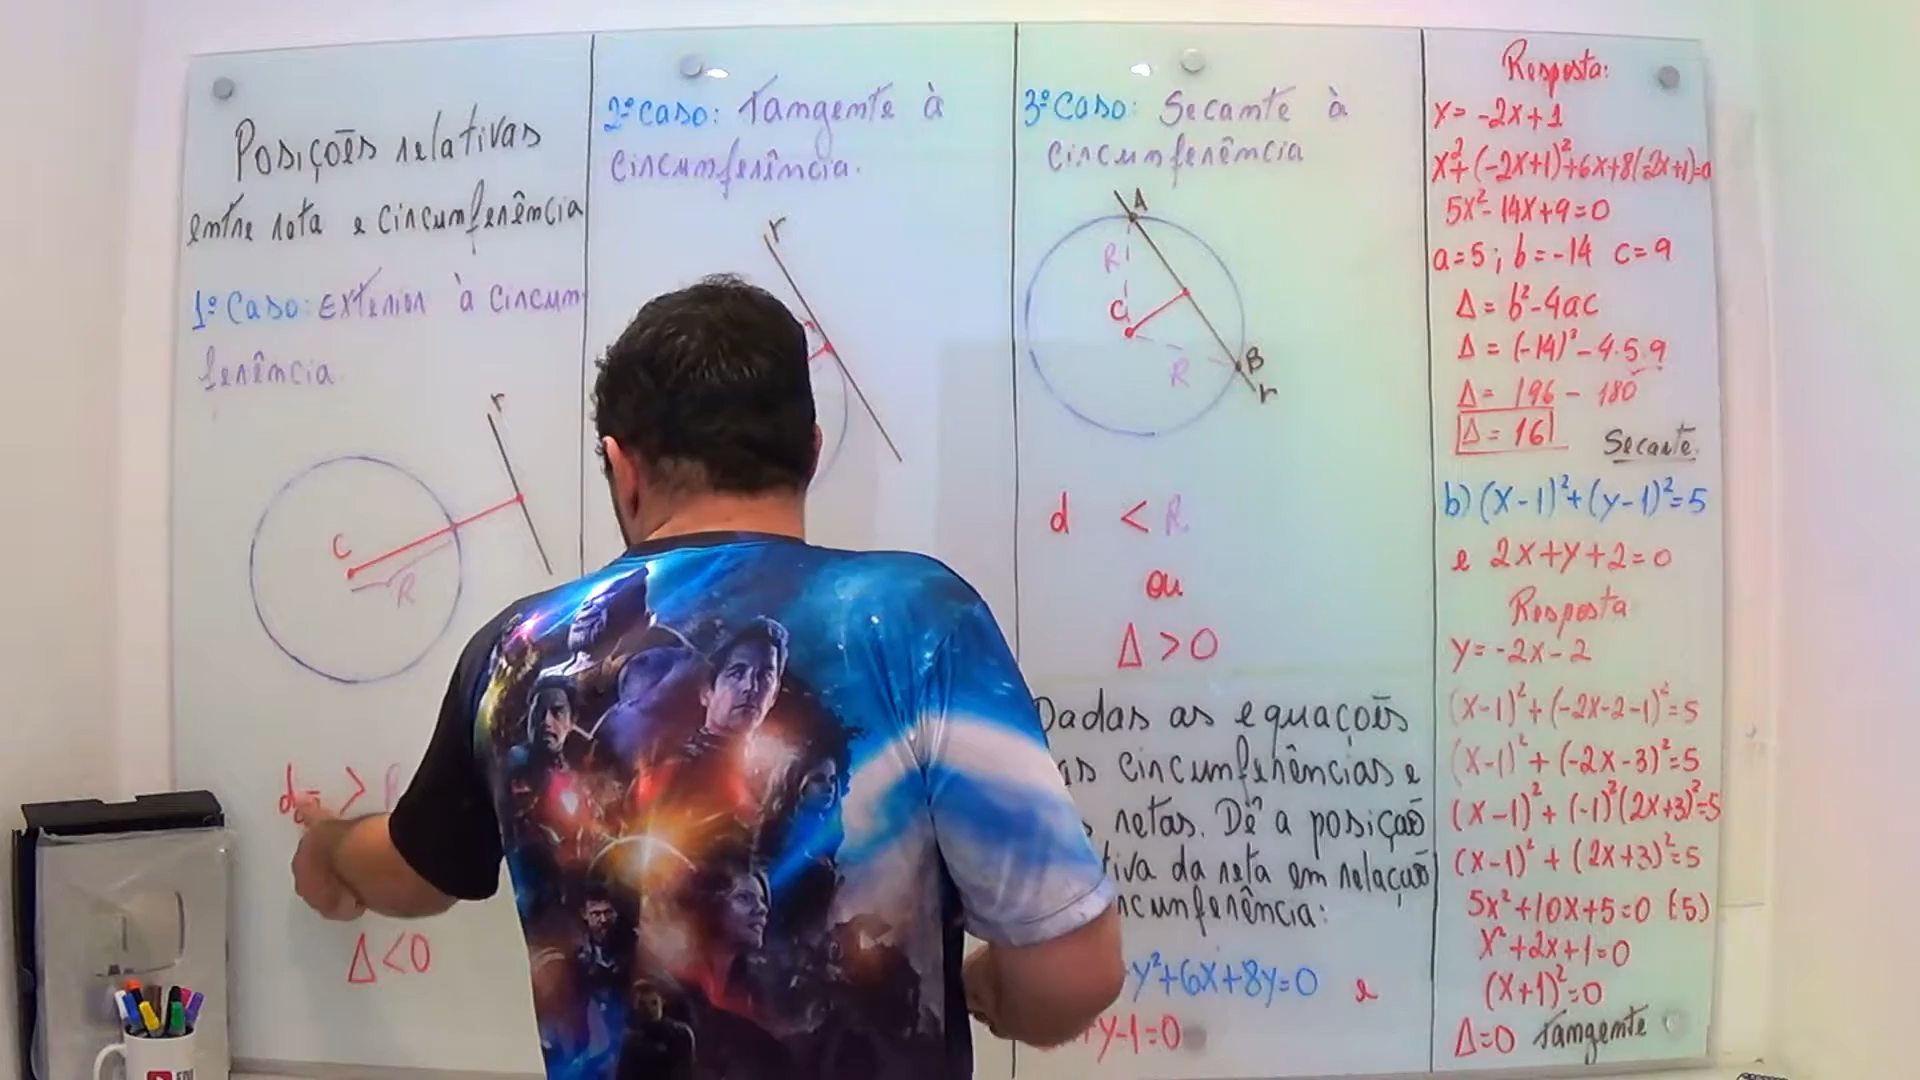 Posições relativas
entre reta e circunferência
1º Caso: Exterior à circun
ferência.
r
C
R
d >
Δ<0
2º caso: Tangente à
circunferência.
r
3º Caso: Secante à
circunferência
A
R
C
R
B
r
d < R
ou
Δ>0
Dadas as equações
as circunferências e
retas. Dê a posição
tiva da reta em relação
rcunferência:
y²+6x+8y=0 e
+y-1=0
Resposta:
y= -2x+1
x²+(-2x+1)²+6x+8(-2x+1)=0
5x²-14x+9=0
a=5; b=-14 c=9
Δ= b²-4ac
Δ= (-14)²-4.5.9
Δ= 196 - 180
Δ= 16
Secante.
b) (x-1)²+(y-1)²=5
e 2x+y+2=0
Resposta
y=-2x-2
(x-1)²+(-2x-2-1)²=5
(x-1)²+(-2x-3)²=5
(x-1)²+(-1)²(2x+3)²=5
(x-1)²+(2x+3)²=5
5x²+10x+5=0 (:5)
x²+2x+1=0
(x+1)²=0
Δ=0 Tangente
EDU